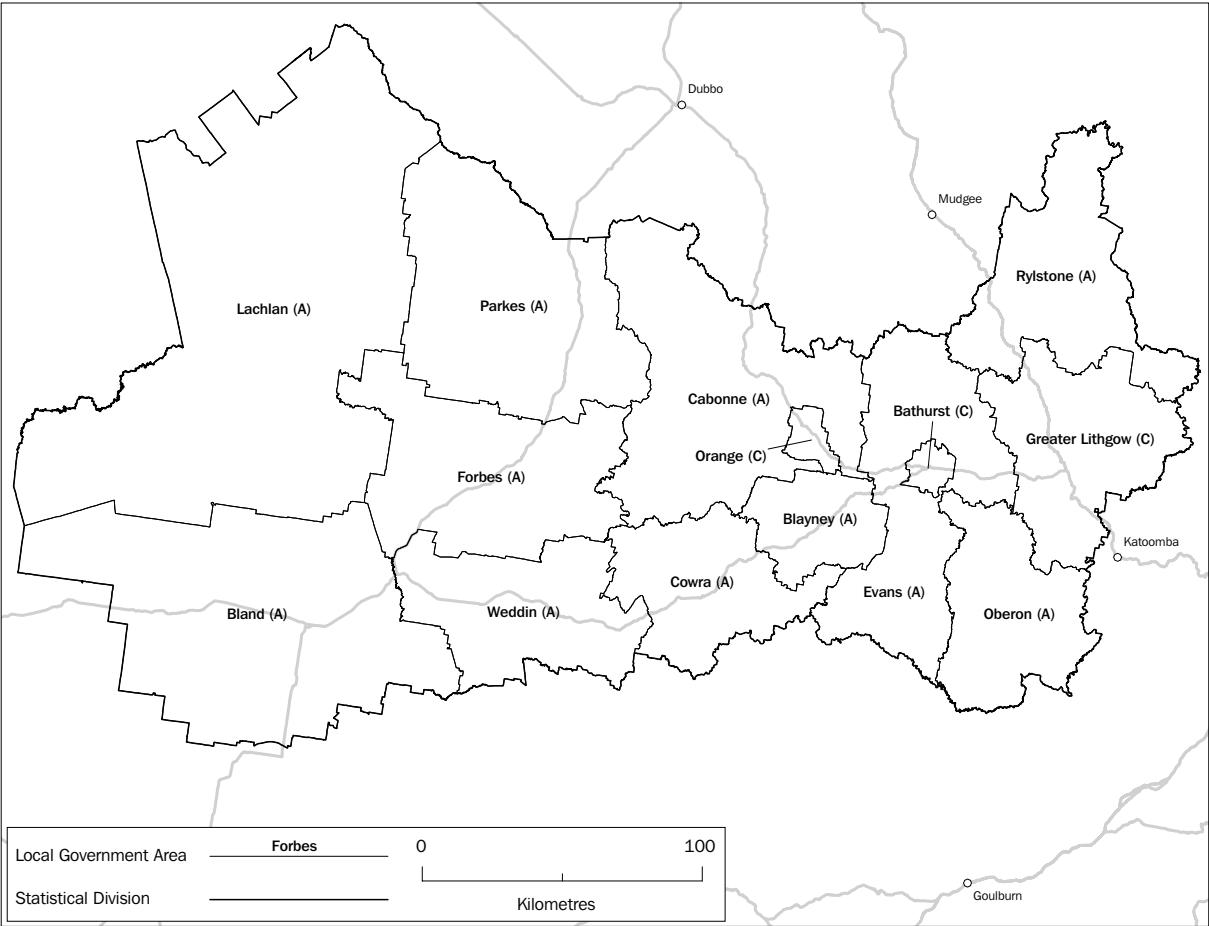 Dubbo
Mudgee
Rylstone (A)
Lachlan (A)
Parkes (A)
Cabonne (A)
Bathurst (C)
Greater Lithgow (C)
Orange (C)
Forbes (A)
Blayney (A)
Katoomba
Cowra (A)
Evans (A)
Bland (A)
Weddin (A)
Oberon (A)
Local Government Area
Forbes
0
100
Statistical Division
Kilometres
Goulburn